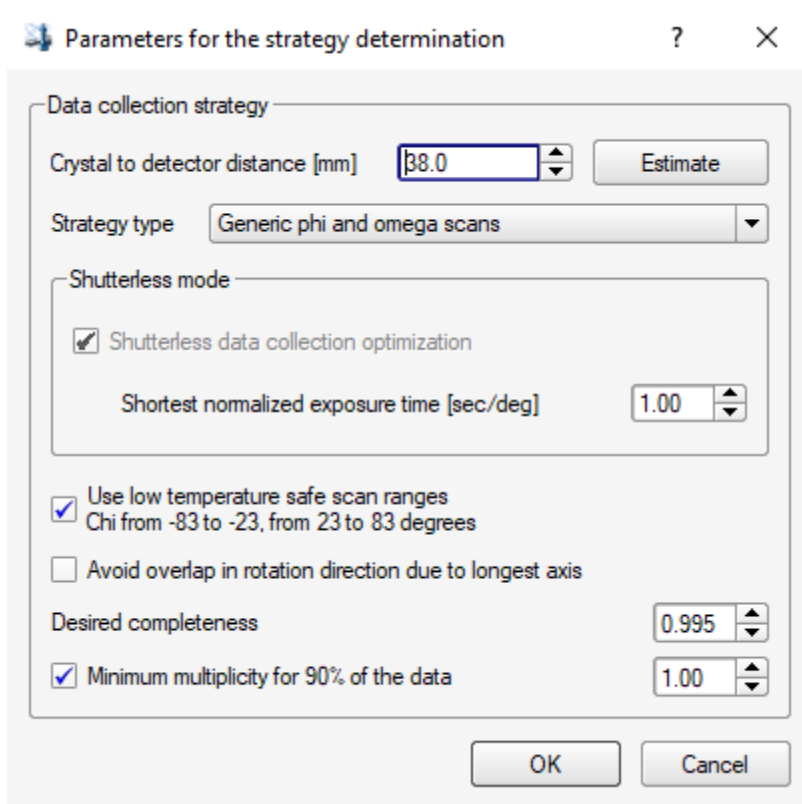 Parameters for the strategy determination
?
Data collection strategy
Crystal to detector distance [mm] 38.0 Estimate
Strategy type Generic phi and omega scans
Shutterless mode
Shutterless data collection optimization
Shortest normalized exposure time [sec/deg] 1.00
Use low temperature safe scan ranges
Chi from -83 to -23, from 23 to 83 degrees
Avoid overlap in rotation direction due to longest axis
Desired completeness 0.995
Minimum multiplicity for 90% of the data 1.00
OK Cancel